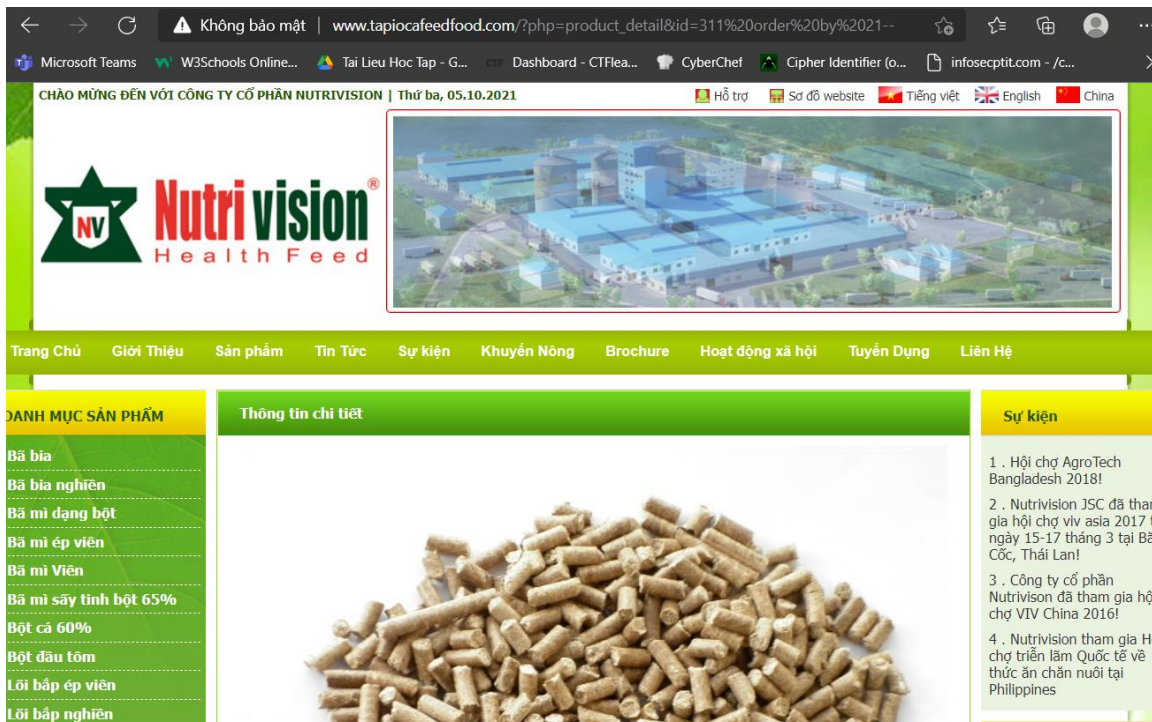 Không bảo mật | www.tapiocafeedfood.com/?php=product_detail&id=311%20order%20by%2021--
Microsoft Teams W3Schools Online... Tai Lieu Hoc Tap - G... CTF Dashboard - CTFlea... CyberChef Cipher Identifier (o... infosecptit.com - /c...
CHÀO MỪNG ĐẾN VỚI CÔNG TY CỔ PHẦN NUTRIVISION | Thứ ba, 05.10.2021 Hỗ trợ Sơ đồ website Tiếng việt English China
NV
Nutri vision®
Health Feed
Trang Chủ Giới Thiệu Sản phẩm Tin Tức Sự kiện Khuyến Nông Brochure Hoạt động xã hội Tuyển Dụng Liên Hệ
DANH MỤC SẢN PHẨM
Bã bia
Bã bia nghiền
Bã mì dạng bột
Bã mì ép viên
Bã mì Viên
Bã mì sấy tinh bột 65%
Bột cá 60%
Bột đầu tôm
Lõi bắp ép viên
Lõi bắp nghiền
Thông tin chi tiết
Sự kiện
1 . Hội chợ AgroTech
Bangladesh 2018!
2 . Nutrivision JSC đã tham
gia hội chợ viv asia 2017
ngày 15-17 tháng 3 tại
Cốc, Thái Lan!
3 . Công ty cổ phần
Nutrivison đã tham gia
chợ VIV China 2016!
4 . Nutrivision tham gia
chợ triển lãm Quốc tế về
thức ăn chăn nuôi tại
Philippines